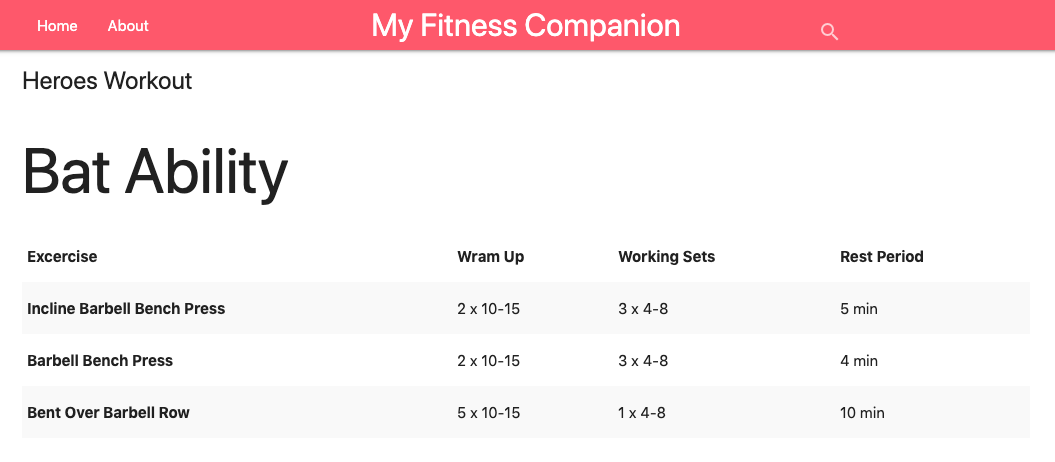 Home About My Fitness Companion
Heroes Workout
Bat Ability
Excercise Wram Up Working Sets Rest Period
Incline Barbell Bench Press 2 x 10-15 3 x 4-8 5 min
Barbell Bench Press 2 x 10-15 3 x 4-8 4 min
Bent Over Barbell Row 5 x 10-15 1 x 4-8 10 min